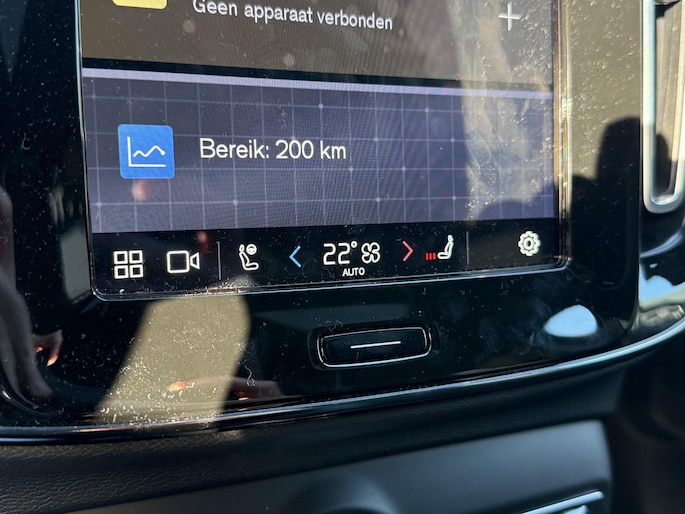 Geen apparaat verbonden
Bereik: 200 km
22°
AUTO